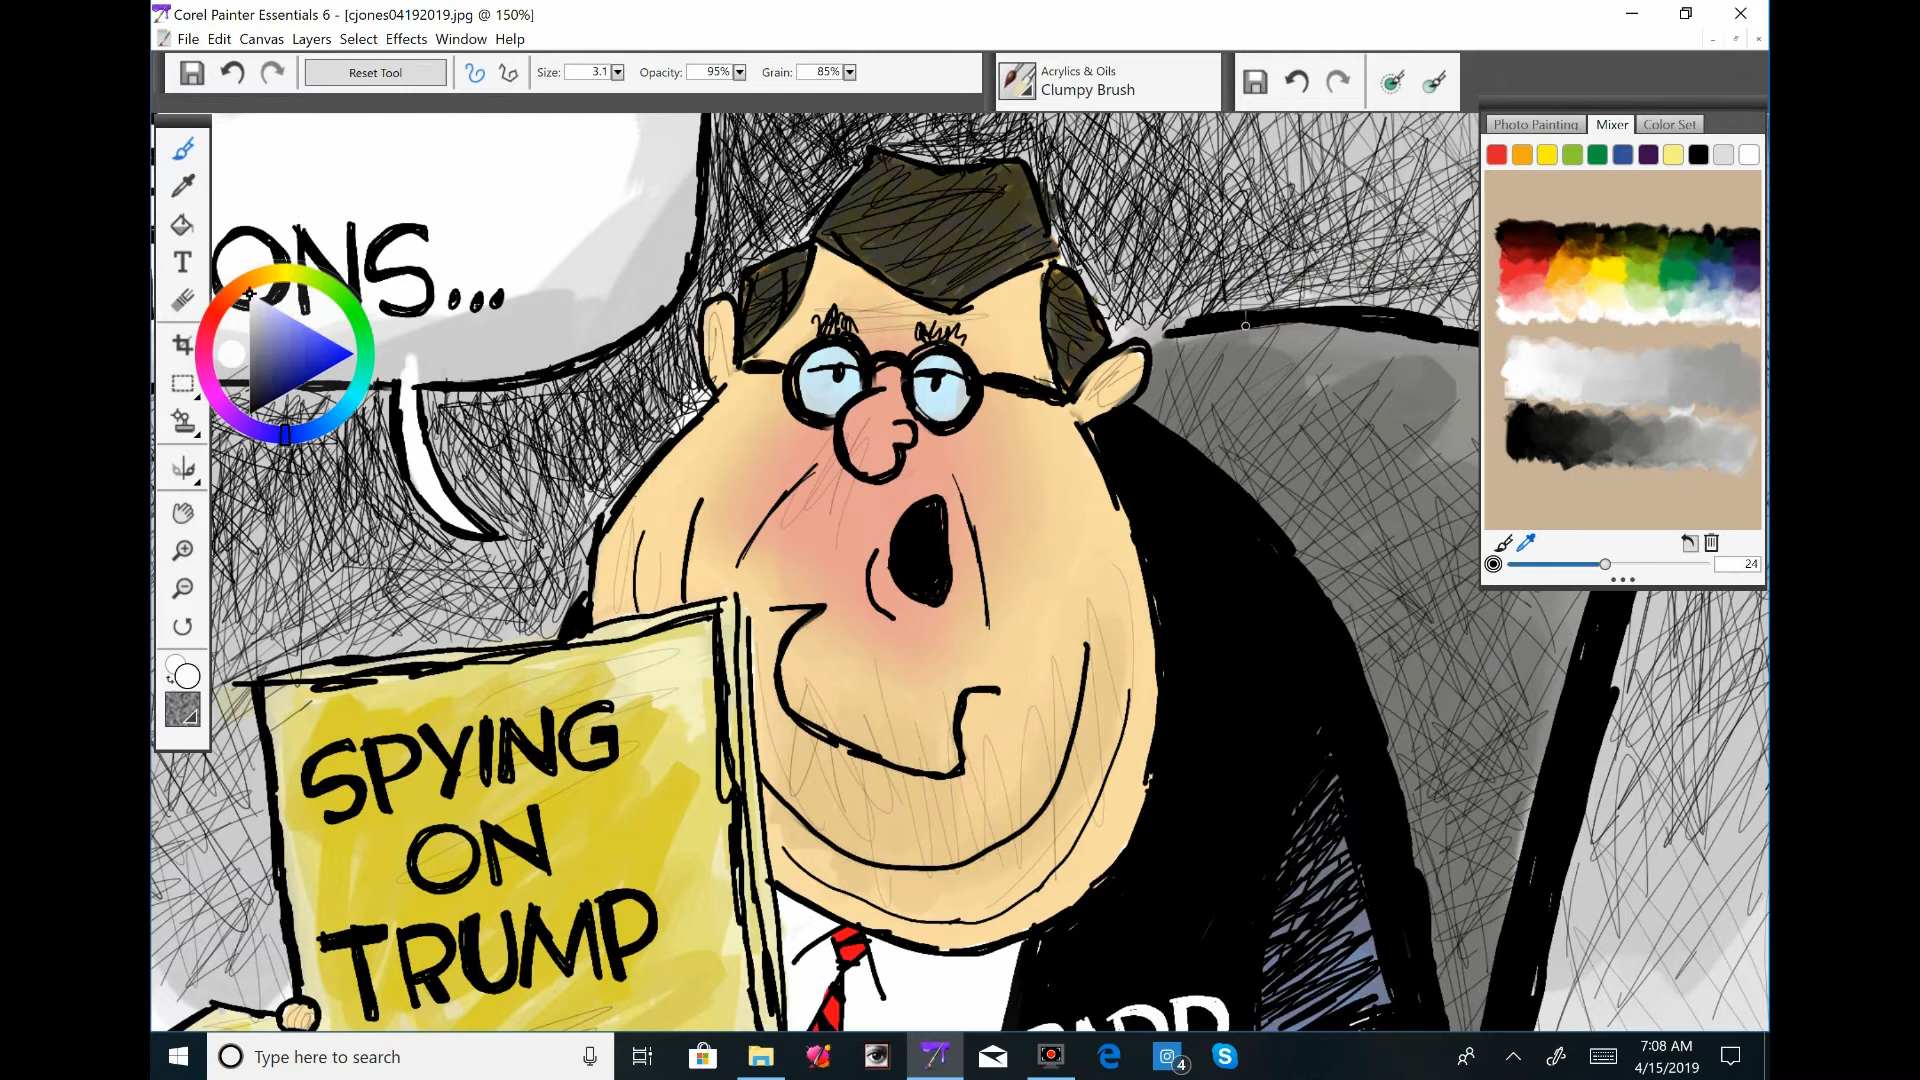 Corel Painter Essentials 6 - [cjones04192019.jpg @ 150%]
File Edit Canvas Layers Select Effects Window Help
Reset Tool Size: 3.1 Opacity: 95% Grain: 85%
Acrylics & Oils
Clumpy Brush
Photo Painting Mixer Color Set
24
ONS...
SPYING
ON
TRUMP
Type here to search
4
7:08 AM
4/15/2019